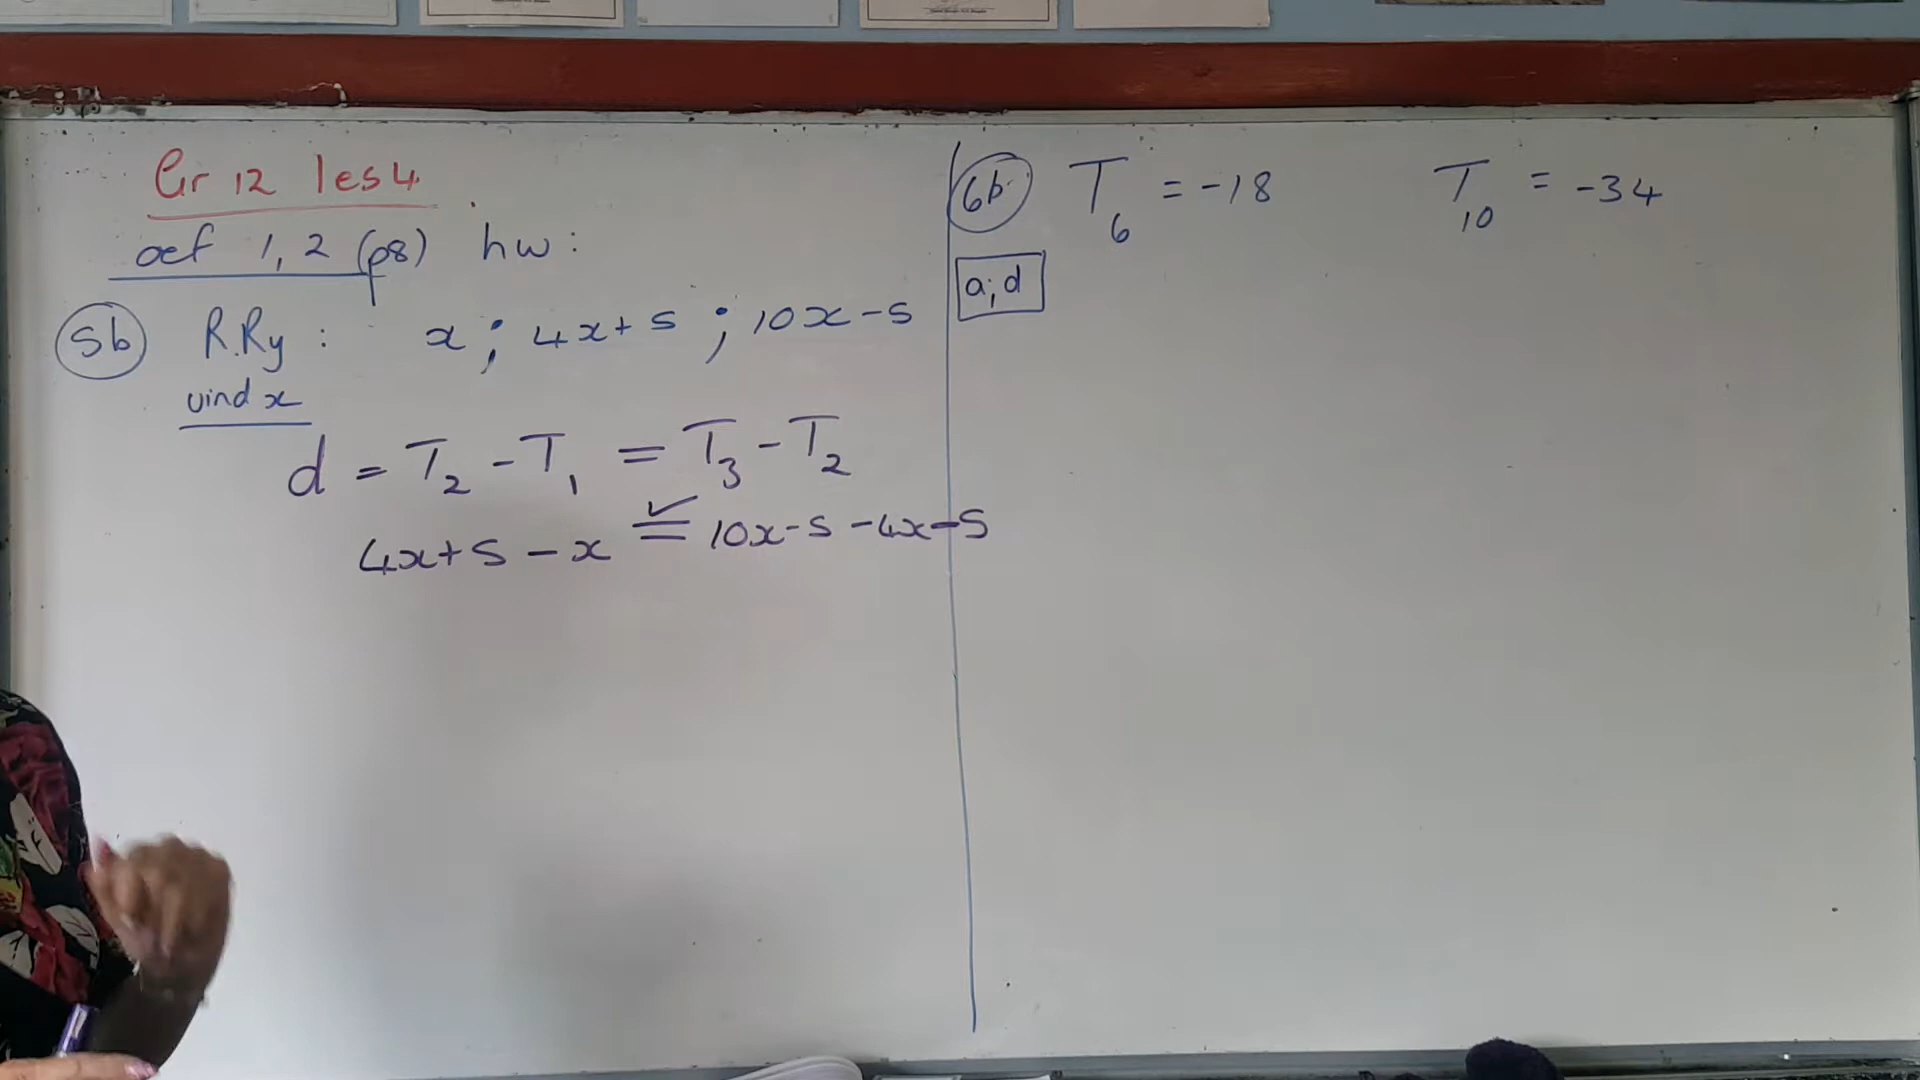 Gr 12 les 4.
oef 1, 2 (p8) hw:
5b R.Ry: x ; 4x+5 ; 10x-5
vind x
d = T₂ - T₁ = T₃ - T₂
✓
4x+5 - x = 10x-5 -4x-5
6b. T₆ = -18 T₁₀ = -34
a;d